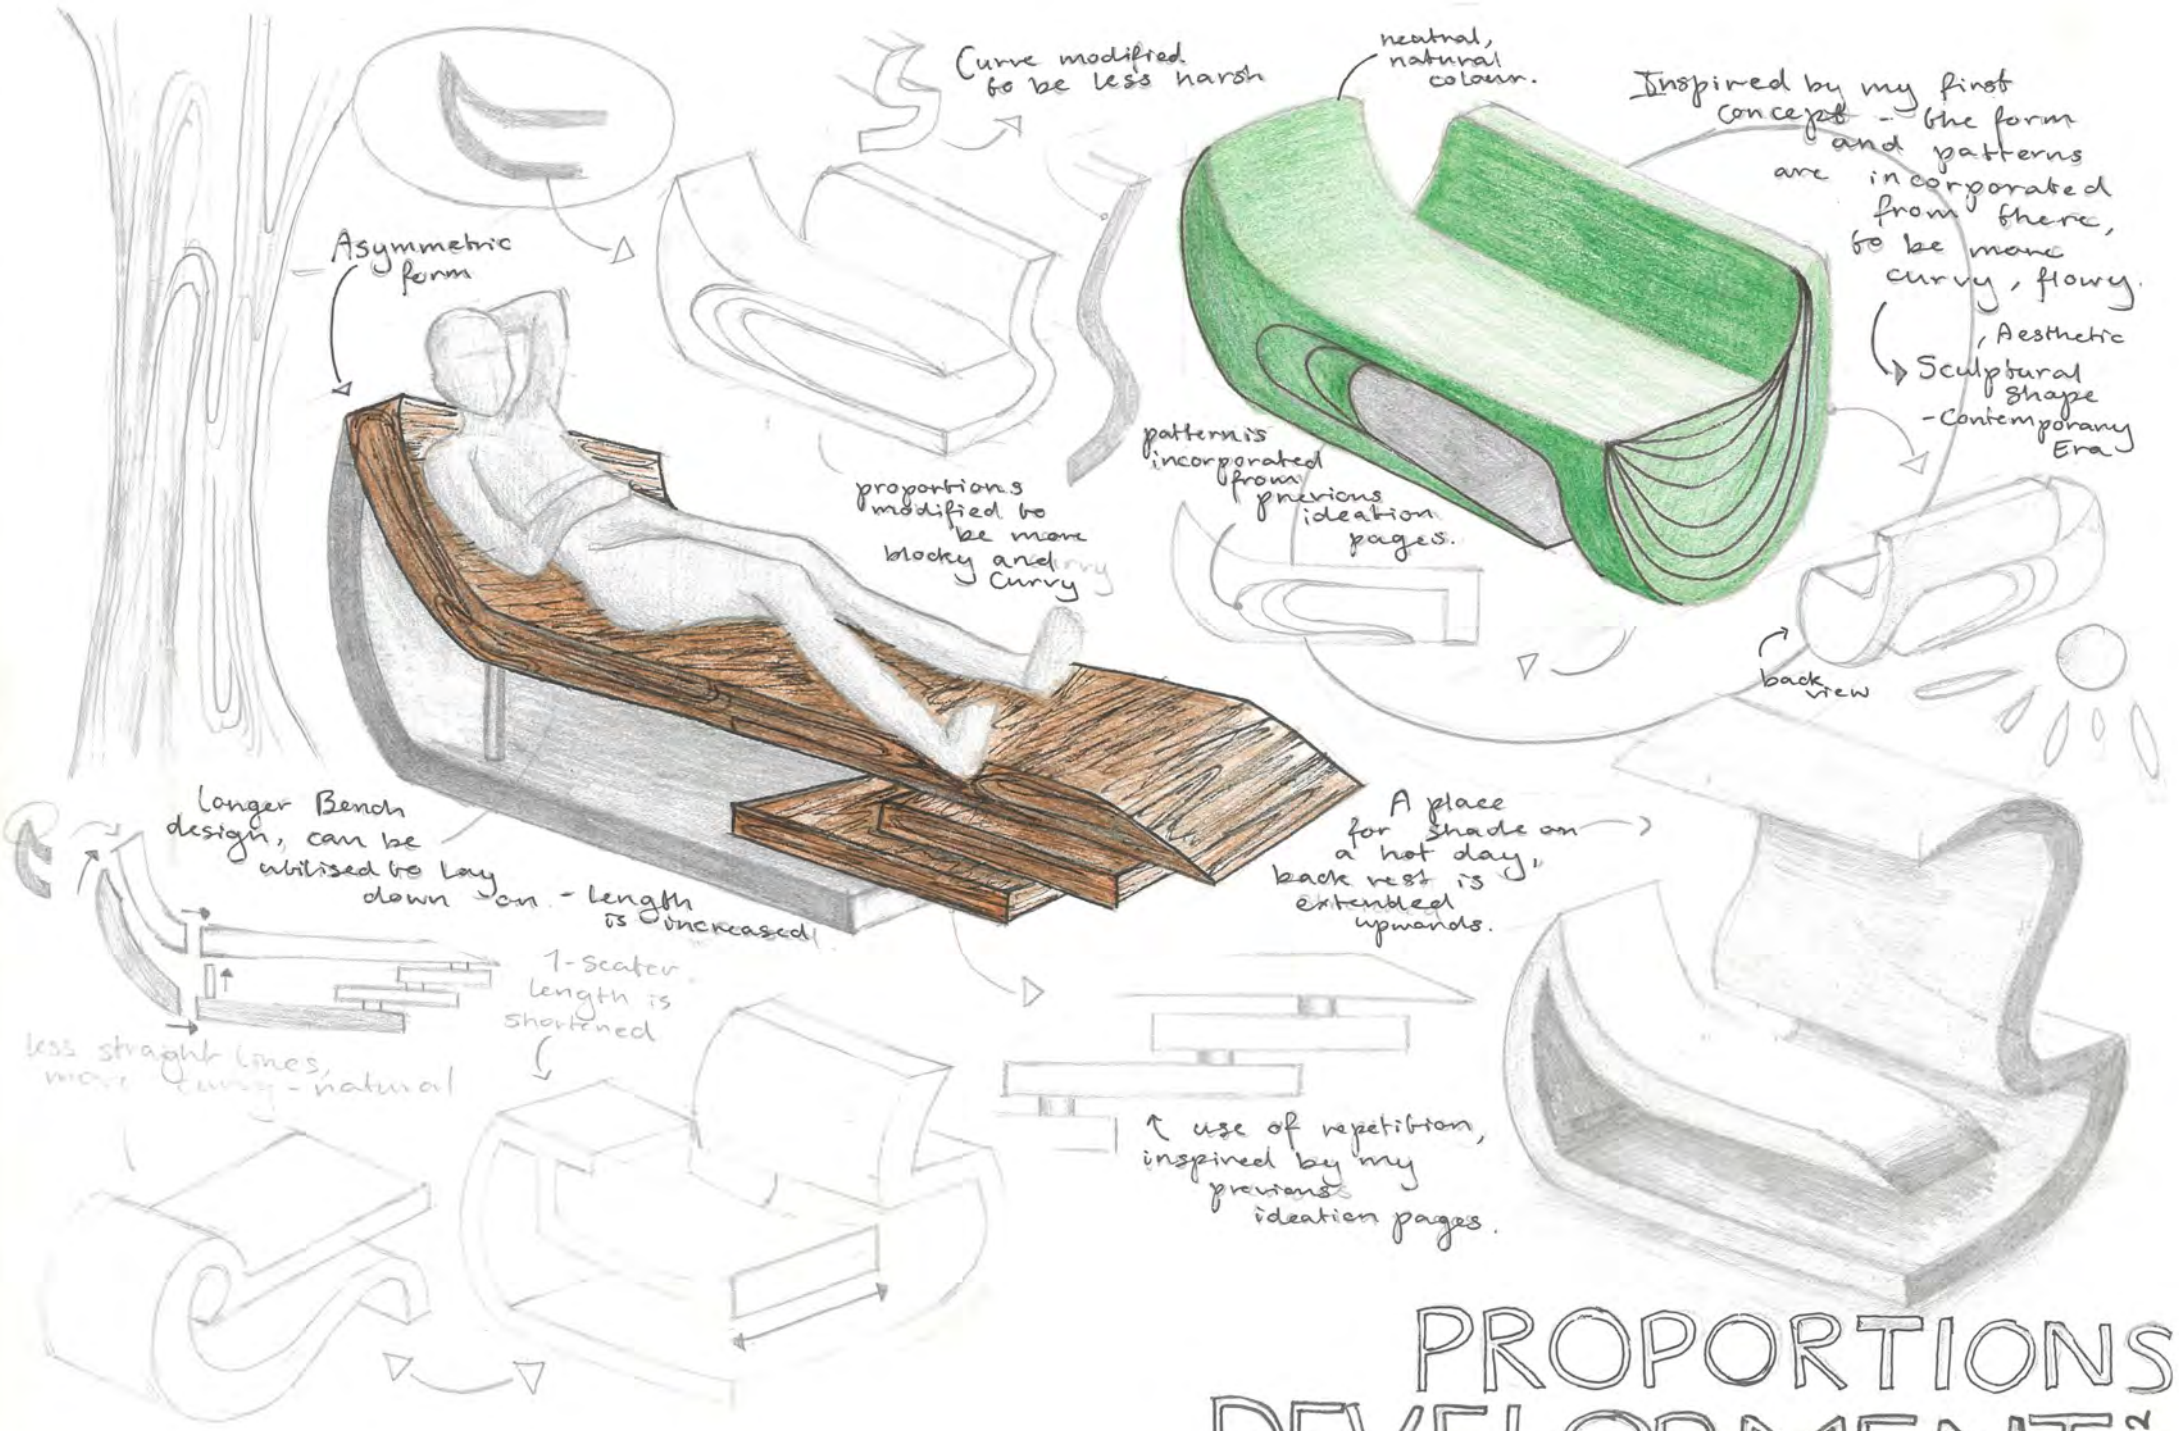 Curve modified
to be less harsh
neutral,
natural
colour.
Inspired by my first
concept - the form
and patterns
are incorporated
from there,
to be more
curvy, flowy.
, Aesthetic
Sculptural
shape
- Contemporary
Era
Asymmetric
form
proportions
modified to
be more
blocky and
curvy
pattern is
incorporated
from
previous
ideation
pages.
back
view
Longer Bench
design, can be
utilised to lay
down on - length
is increased
A place
for shade on
a hot day,
back rest is
extended
upwards.
1-seater.
length is
shortened
less straight lines,
more curvy - natural
↑ use of repetition,
inspired by my
previous
ideation pages.
PROPORTIONS
DEVELOPMENT 2